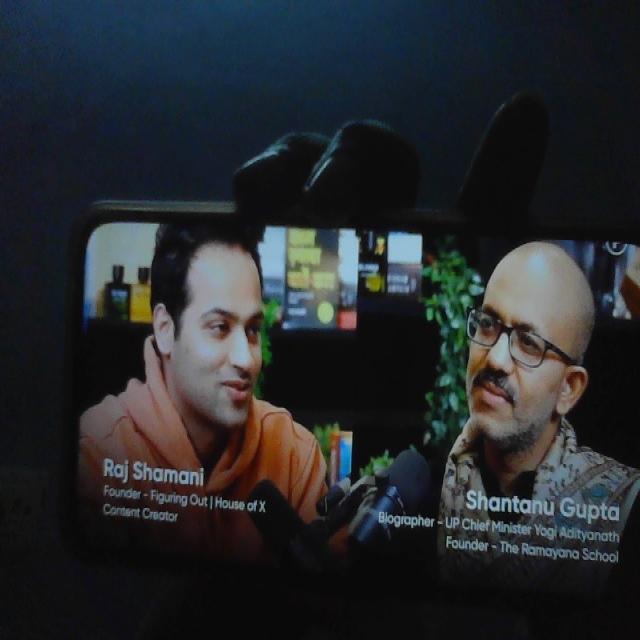 Raj Shamani
Founder - Figuring Out | House of X
Content Creator
Shantanu Gupta
Biographer - UP Chief Minister Yogi Adityanath
Founder - The Ramayana School